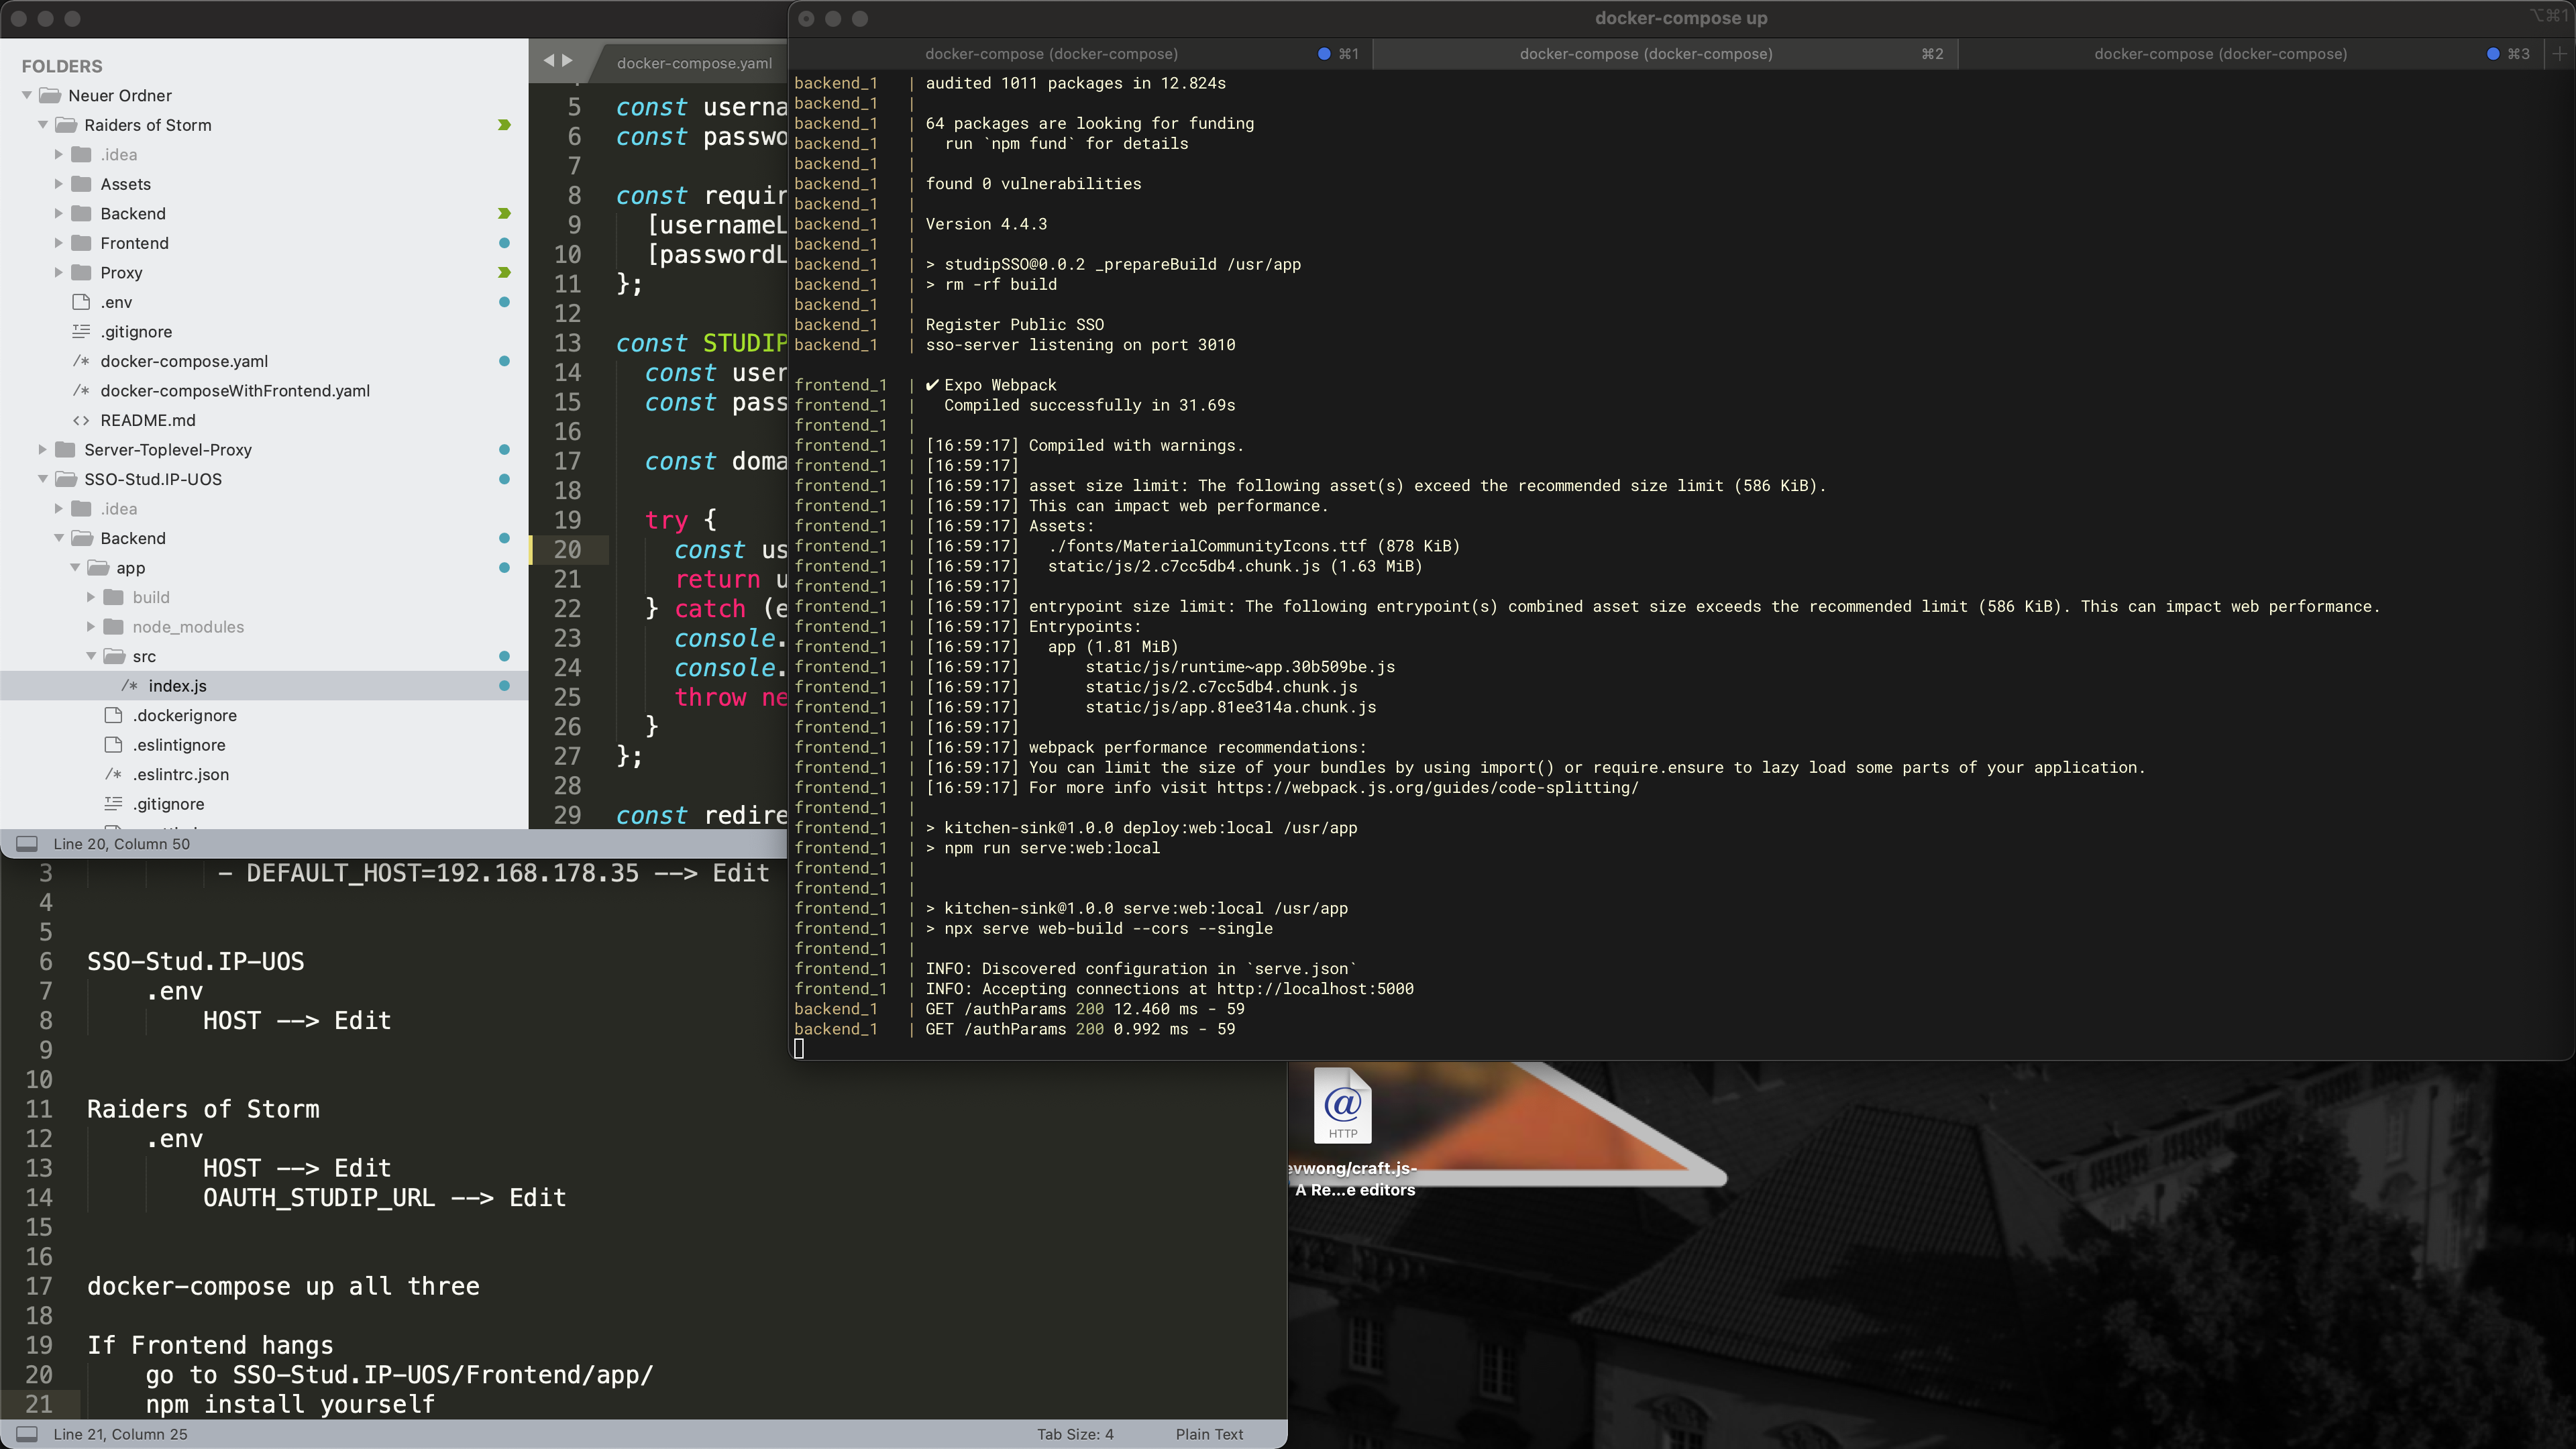 FOLDERS
Neuer Ordner
Raiders of Storm
.idea
Assets
Backend
Frontend
Proxy
.env
.gitignore
/* docker-compose.yaml
/* docker-composeWithFrontend.yaml
<> README.md
Server-Toplevel-Proxy
SSO-Stud.IP-UOS
.idea
Backend
app
build
node_modules
src
/* index.js
.dockerignore
.eslintignore
/* .eslintrc.json
.gitignore
Line 20, Column 50
docker-compose.yaml
5 const userna
6 const passwo
7
8 const requir
9 [usernameL
10 [passwordL
11 };
12
13 const STUDIP
14 const user
15 const pass
16
17 const doma
18
19 try {
20 const us
21 return u
22 } catch (e
23 console.
24 console.
25 throw ne
26 }
27 };
28
29 const redire
docker-compose up
⌥⌘1
docker-compose (docker-compose) ⌘1
docker-compose (docker-compose) ⌘2
docker-compose (docker-compose) ⌘3
backend_1 | audited 1011 packages in 12.824s
backend_1 |
backend_1 | 64 packages are looking for funding
backend_1 | run `npm fund` for details
backend_1 |
backend_1 | found 0 vulnerabilities
backend_1 |
backend_1 | Version 4.4.3
backend_1 |
backend_1 | > studipSSO@0.0.2 _prepareBuild /usr/app
backend_1 | > rm -rf build
backend_1 |
backend_1 | Register Public SSO
backend_1 | sso-server listening on port 3010
frontend_1 | ✔ Expo Webpack
frontend_1 | Compiled successfully in 31.69s
frontend_1 |
frontend_1 | [16:59:17] Compiled with warnings.
frontend_1 | [16:59:17]
frontend_1 | [16:59:17] asset size limit: The following asset(s) exceed the recommended size limit (586 KiB).
frontend_1 | [16:59:17] This can impact web performance.
frontend_1 | [16:59:17] Assets:
frontend_1 | [16:59:17] ./fonts/MaterialCommunityIcons.ttf (878 KiB)
frontend_1 | [16:59:17] static/js/2.c7cc5db4.chunk.js (1.63 MiB)
frontend_1 | [16:59:17]
frontend_1 | [16:59:17] entrypoint size limit: The following entrypoint(s) combined asset size exceeds the recommended limit (586 KiB). This can impact web performance.
frontend_1 | [16:59:17] Entrypoints:
frontend_1 | [16:59:17] app (1.81 MiB)
frontend_1 | [16:59:17] static/js/runtime~app.30b509be.js
frontend_1 | [16:59:17] static/js/2.c7cc5db4.chunk.js
frontend_1 | [16:59:17] static/js/app.81ee314a.chunk.js
frontend_1 | [16:59:17]
frontend_1 | [16:59:17] webpack performance recommendations:
frontend_1 | [16:59:17] You can limit the size of your bundles by using import() or require.ensure to lazy load some parts of your application.
frontend_1 | [16:59:17] For more info visit https://webpack.js.org/guides/code-splitting/
frontend_1 |
frontend_1 | > kitchen-sink@1.0.0 deploy:web:local /usr/app
frontend_1 | > npm run serve:web:local
frontend_1 |
frontend_1 |
frontend_1 | > kitchen-sink@1.0.0 serve:web:local /usr/app
frontend_1 | > npx serve web-build --cors --single
frontend_1 |
frontend_1 | INFO: Discovered configuration in `serve.json`
frontend_1 | INFO: Accepting connections at http://localhost:5000
backend_1 | GET /authParams 200 12.460 ms - 59
backend_1 | GET /authParams 200 0.992 ms - 59
3 - DEFAULT_HOST=192.168.178.35 --> Edit
4
5
6 SSO-Stud.IP-UOS
7 .env
8 HOST --> Edit
9
10
11 Raiders of Storm
12 .env
13 HOST --> Edit
14 OAUTH_STUDIP_URL --> Edit
15
16
17 docker-compose up all three
18
19 If Frontend hangs
20 go to SSO-Stud.IP-UOS/Frontend/app/
21 npm install yourself
Line 21, Column 25
Tab Size: 4
Plain Text
@
HTTP
evwong/craft.js-
A Re...e editors